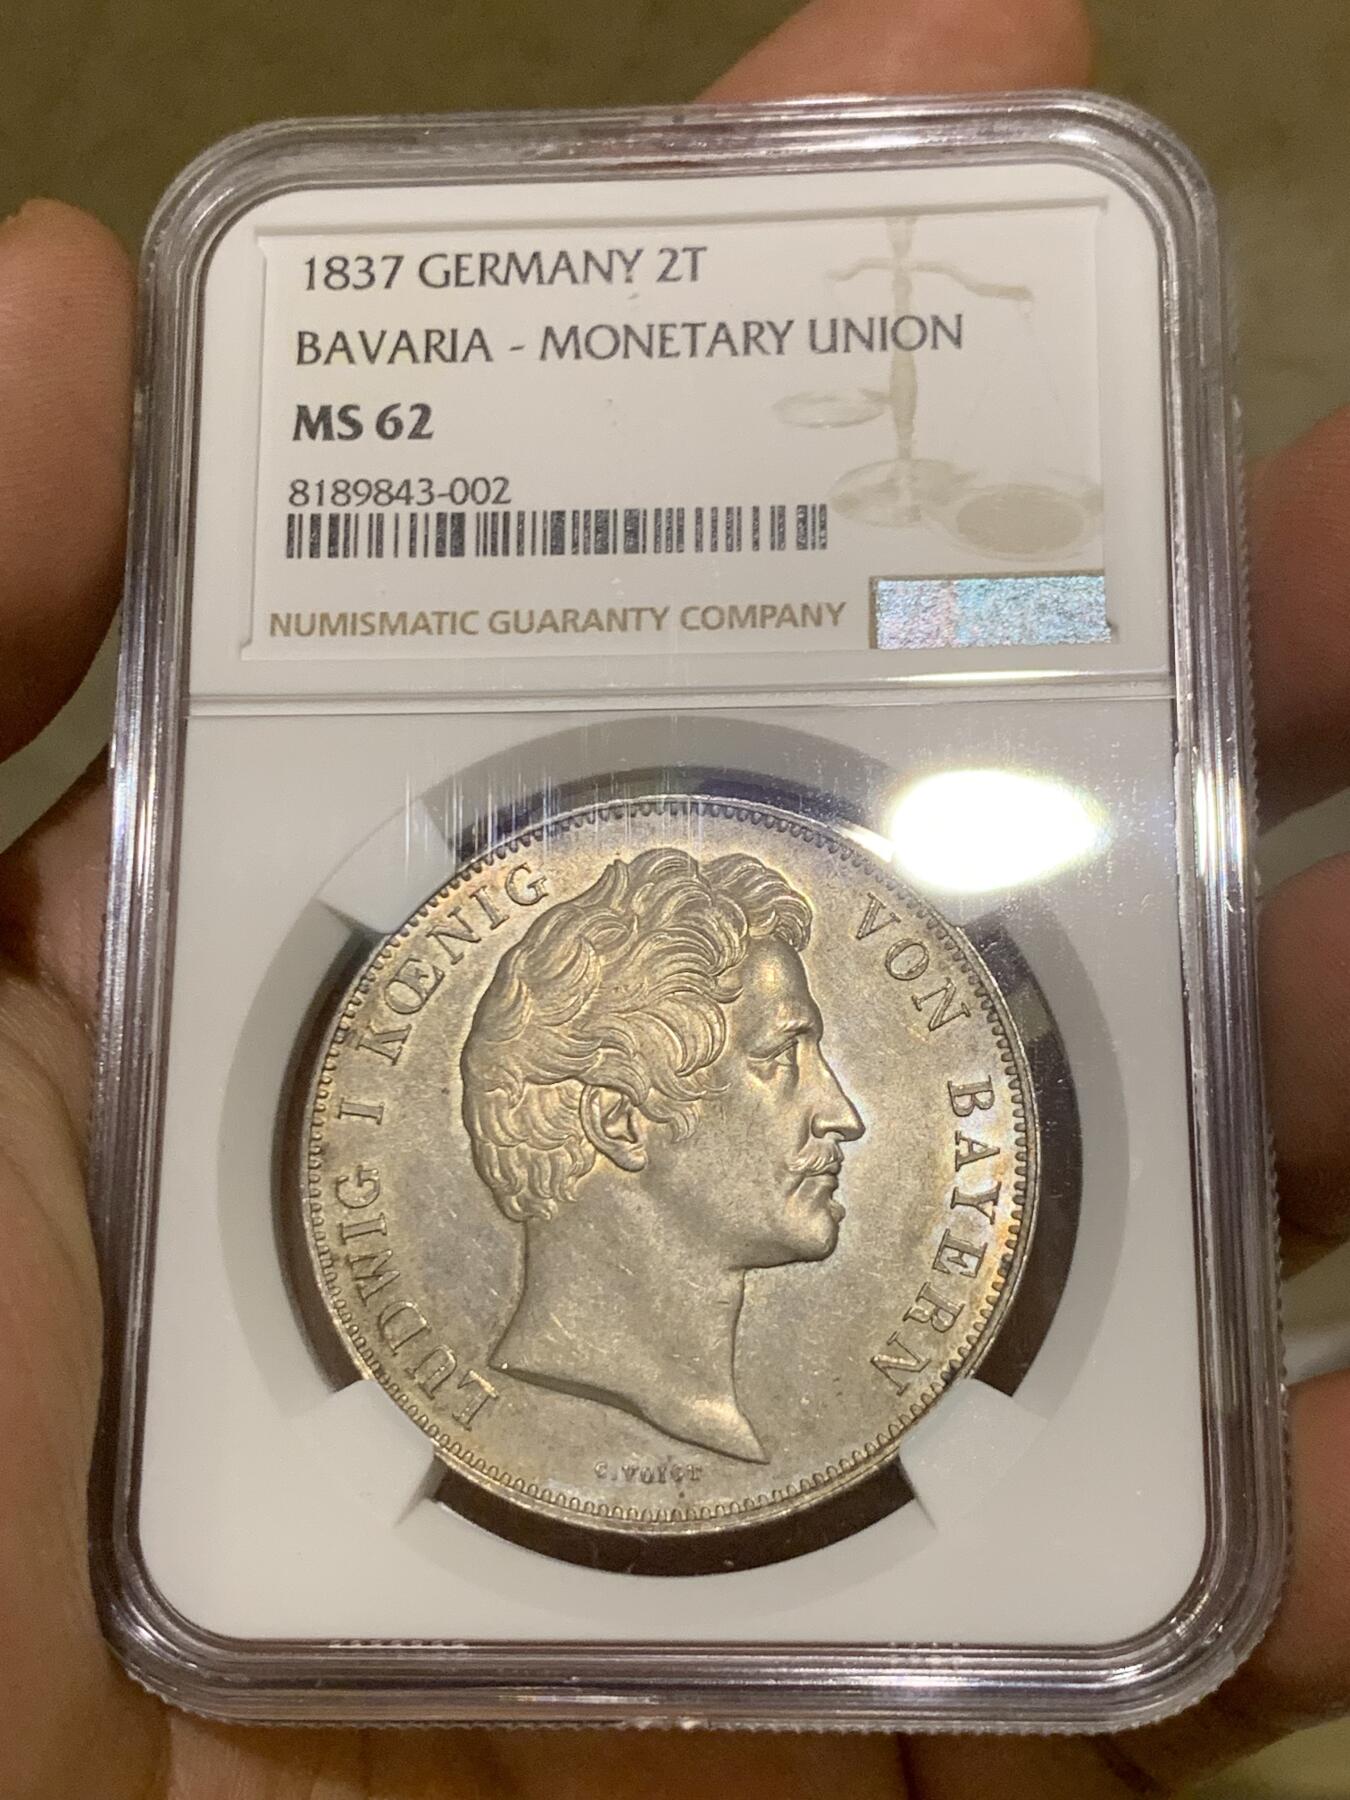 1837 GERMANY 2T
BAVARIA - MONETARY UNION
MS 62
8189843-002
NUMISMATIC GUARANTY COMPANY
LUDWIG I KŒNIG VON BAYERN
C. VOIGT